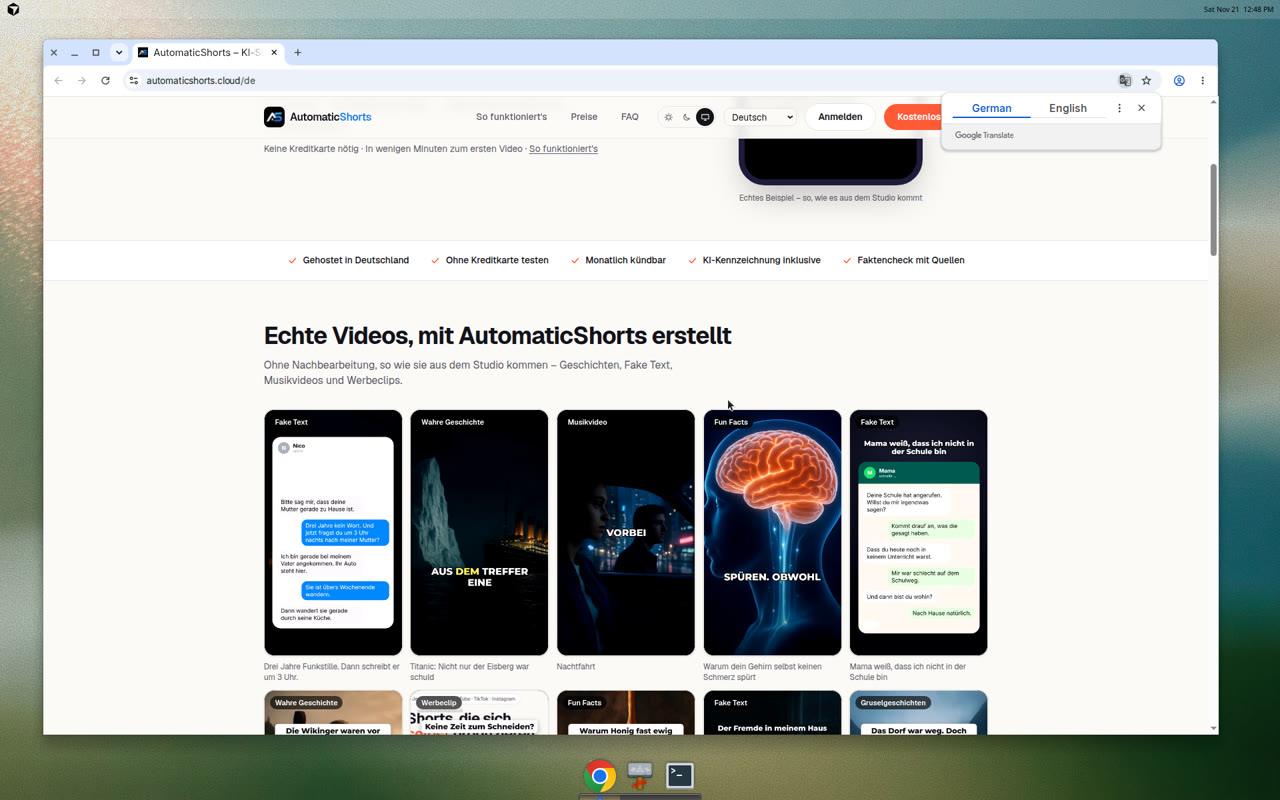 Sat Nov 21 12:48 PM
AutomaticShorts – KI-S
automaticshorts.cloud/de
German English
Google Translate
AutomaticShorts
So funktioniert's Preise FAQ
Deutsch
Anmelden
Kostenlos
Keine Kreditkarte nötig · In wenigen Minuten zum ersten Video · So funktioniert's
Echtes Beispiel – so, wie es aus dem Studio kommt
Gehostet in Deutschland
Ohne Kreditkarte testen
Monatlich kündbar
KI-Kennzeichnung inklusive
Faktencheck mit Quellen
Echte Videos, mit AutomaticShorts erstellt
Ohne Nachbearbeitung, so wie sie aus dem Studio kommen – Geschichten, Fake Text,
Musikvideos und Werbeclips.
Fake Text
N
Nico
Bitte sag mir, dass deine
Mutter gerade zu Hause ist.
Drei Jahre kein Wort. Und
jetzt fragst du um 3 Uhr
nachts nach meiner Mutter?
Ich bin gerade bei meinem
Vater angekommen. Ihr Auto
steht hier.
Sie ist übers Wochenende
wandern.
Dann wandert sie gerade
durch seine Küche.
Drei Jahre Funkstille. Dann schreibt er
um 3 Uhr.
Wahre Geschichte
AUS DEM TREFFER
EINE
Titanic: Nicht nur der Eisberg war
schuld
Musikvideo
VORBEI
Nachtfahrt
Fun Facts
SPÜREN. OBWOHL
Warum dein Gehirn selbst keinen
Schmerz spürt
Fake Text
Mama weiß, dass ich nicht in
der Schule bin
Mama
Deine Schule hat angerufen.
Willst du mir irgendwas
sagen?
Kommt drauf an, was die
gesagt haben.
Dass du heute noch in
keinem Unterricht warst.
Mir war schlecht auf dem
Schulweg.
Und dann bist du wohin?
Nach Hause natürlich.
Mama weiß, dass ich nicht in der
Schule bin
Wahre Geschichte
Die Wikinger waren vor
Werbeclip
TikTok · Instagram
Shorts, die sich
Keine Zeit zum Schneiden?
Fun Facts
Warum Honig fast ewig
Fake Text
Der Fremde in meinem Haus
Gruselgeschichten
Das Dorf war weg. Doch